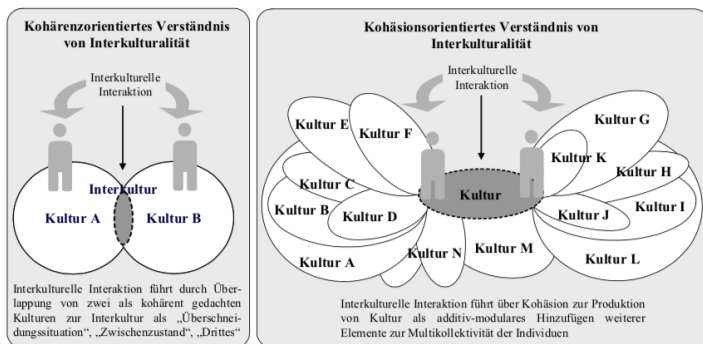 Kohärenzorientiertes Verständnis
von Interkulturalität
Interkulturelle
Interaktion
Interkultur
Kultur A
Kultur B
Interkulturelle Interaktion führt durch Über-
lappung von zwei als kohärent gedachten
Kulturen zur Interkultur als „Überschnei-
dungssituation“, „Zwischenzustand“, „Drittes“
Kohäsionsorientiertes Verständnis von
Interkulturalität
Interkulturelle
Interaktion
Kultur E
Kultur F
Kultur G
Kultur C
Kultur K
Kultur H
Kultur B
Kultur D
Kultur
Kultur J
Kultur I
Kultur A
Kultur N
Kultur M
Kultur L
Interkulturelle Interaktion führt über Kohäsion zur Produktion
von Kultur als additiv-modulares Hinzufügen weiterer
Elemente zur Multikollektivität der Individuen